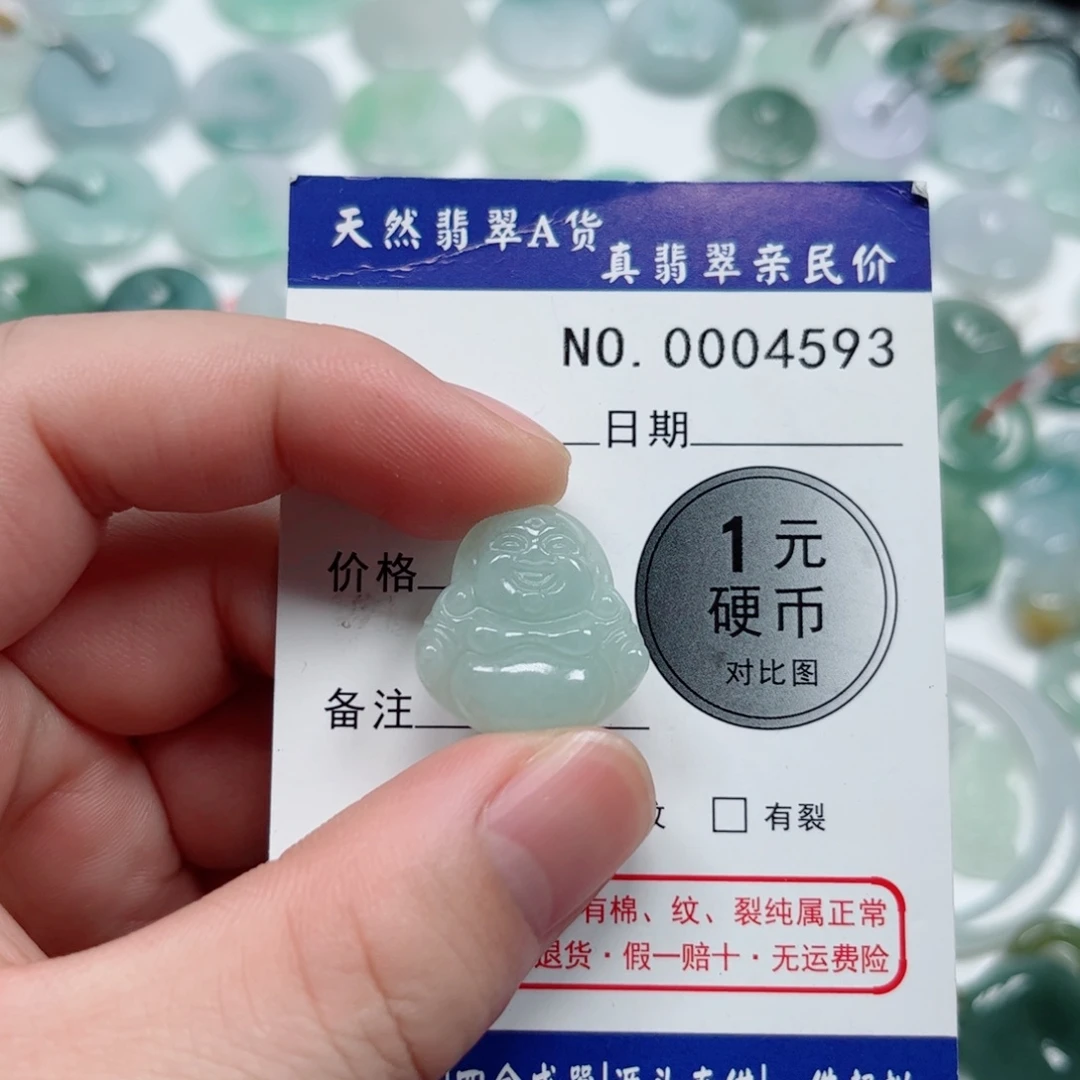 天然翡翠A货
真翡翠亲民价
NO. 0004593
日期
价格
1元
硬币
对比图
备注
有裂
有棉、纹、裂纯属正常
退货·假一赔十·无运费险